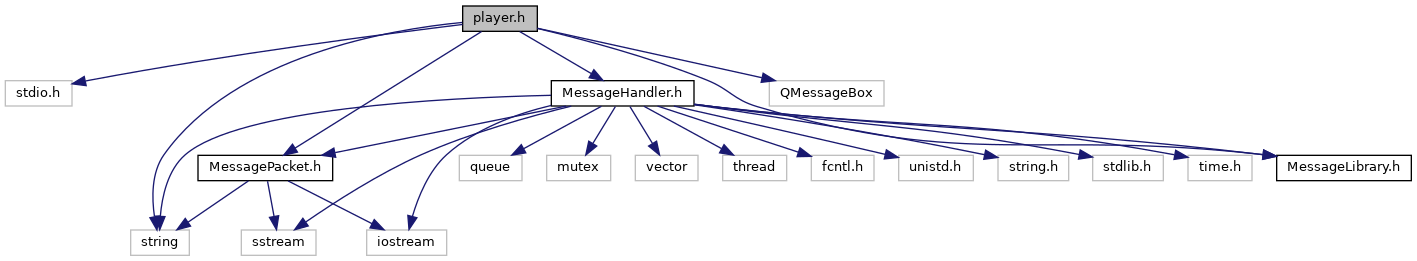 player.h
stdio.h
MessageHandler.h
QMessageBox
MessagePacket.h
queue
mutex
vector
thread
fcntl.h
unistd.h
string.h
stdlib.h
time.h
MessageLibrary.h
string
sstream
iostream